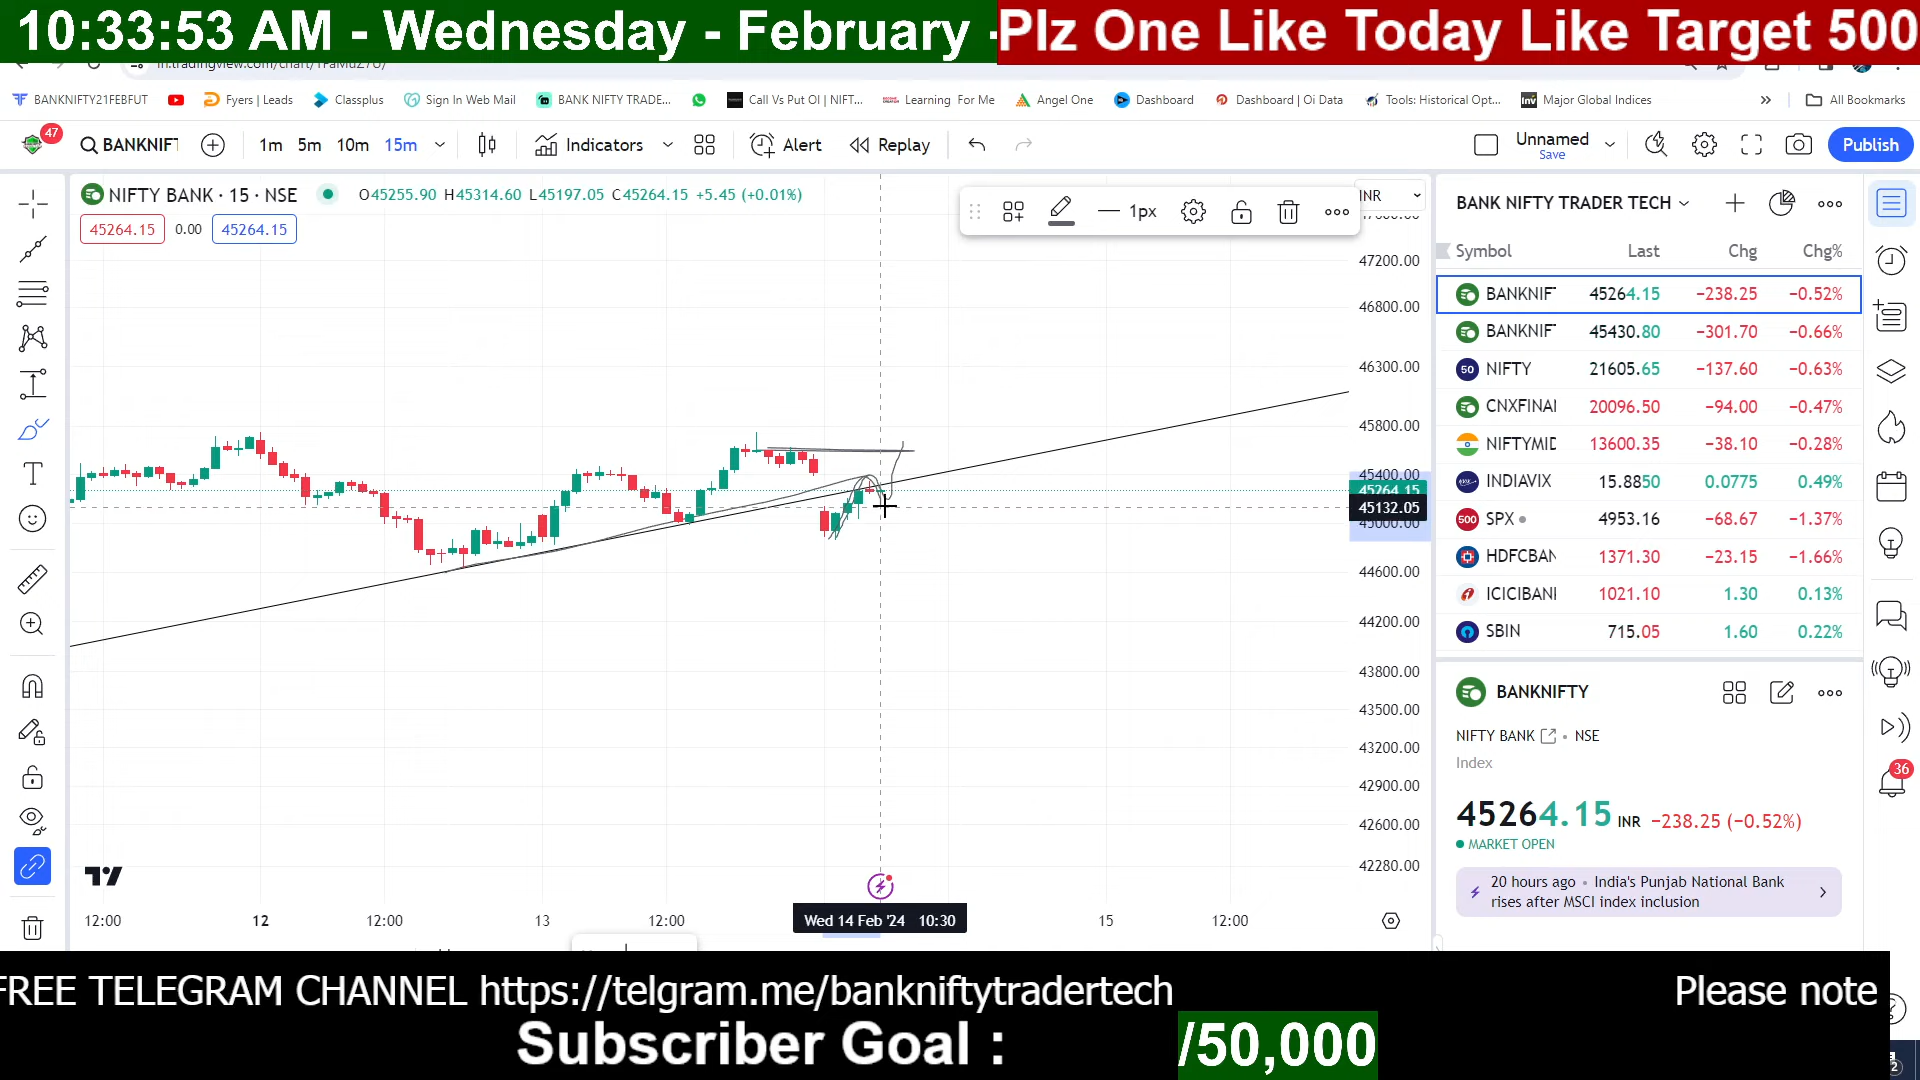 10:33:53 AM - Wednesday - February -
Plz One Like Today Like Target 500
BANKNIFTY21FEBFUT
Fyers | Leads
Classplus
Sign In Web Mail
BANK NIFTY TRADE...
Call Vs Put OI | NIFT...
Learning For Me
Angel One
Dashboard
Dashboard | Oi Data
Tools: Historical Opt...
Major Global Indices
All Bookmarks
47
BANKNIF
1m 5m 10m 15m
Indicators
Alert
Replay
Unnamed
Save
Publish
NIFTY BANK · 15 · NSE
O45255.90 H45314.60 L45197.05 C45264.15 +5.45 (+0.01%)
45264.15 0.00 45264.15
1px
INR
47200.00
46800.00
46300.00
45800.00
45400.00
45264.15
45132.05
45000.00
44600.00
44200.00
43800.00
43500.00
43200.00
42900.00
42600.00
42280.00
12:00 12 12:00 13 12:00 Wed 14 Feb '24 10:30 15 12:00
BANK NIFTY TRADER TECH
Symbol Last Chg Chg%
BANKNIF 45264.15 −238.25 −0.52%
BANKNIF 45430.80 −301.70 −0.66%
50 NIFTY 21605.65 −137.60 −0.63%
CNXFINAI 20096.50 −94.00 −0.47%
NIFTYMID 13600.35 −38.10 −0.28%
INDIAVIX 15.8850 0.0775 0.49%
500 SPX 4953.16 −68.67 −1.37%
HDFCBAN 1371.30 −23.15 −1.66%
ICICIBANI 1021.10 1.30 0.13%
SBIN 715.05 1.60 0.22%
BANKNIFTY
NIFTY BANK • NSE
Index
45264.15 INR −238.25 (−0.52%)
MARKET OPEN
20 hours ago • India's Punjab National Bank
rises after MSCI index inclusion
36
FREE TELEGRAM CHANNEL https://telgram.me/bankniftytradertech
Please note
Subscriber Goal : /50,000